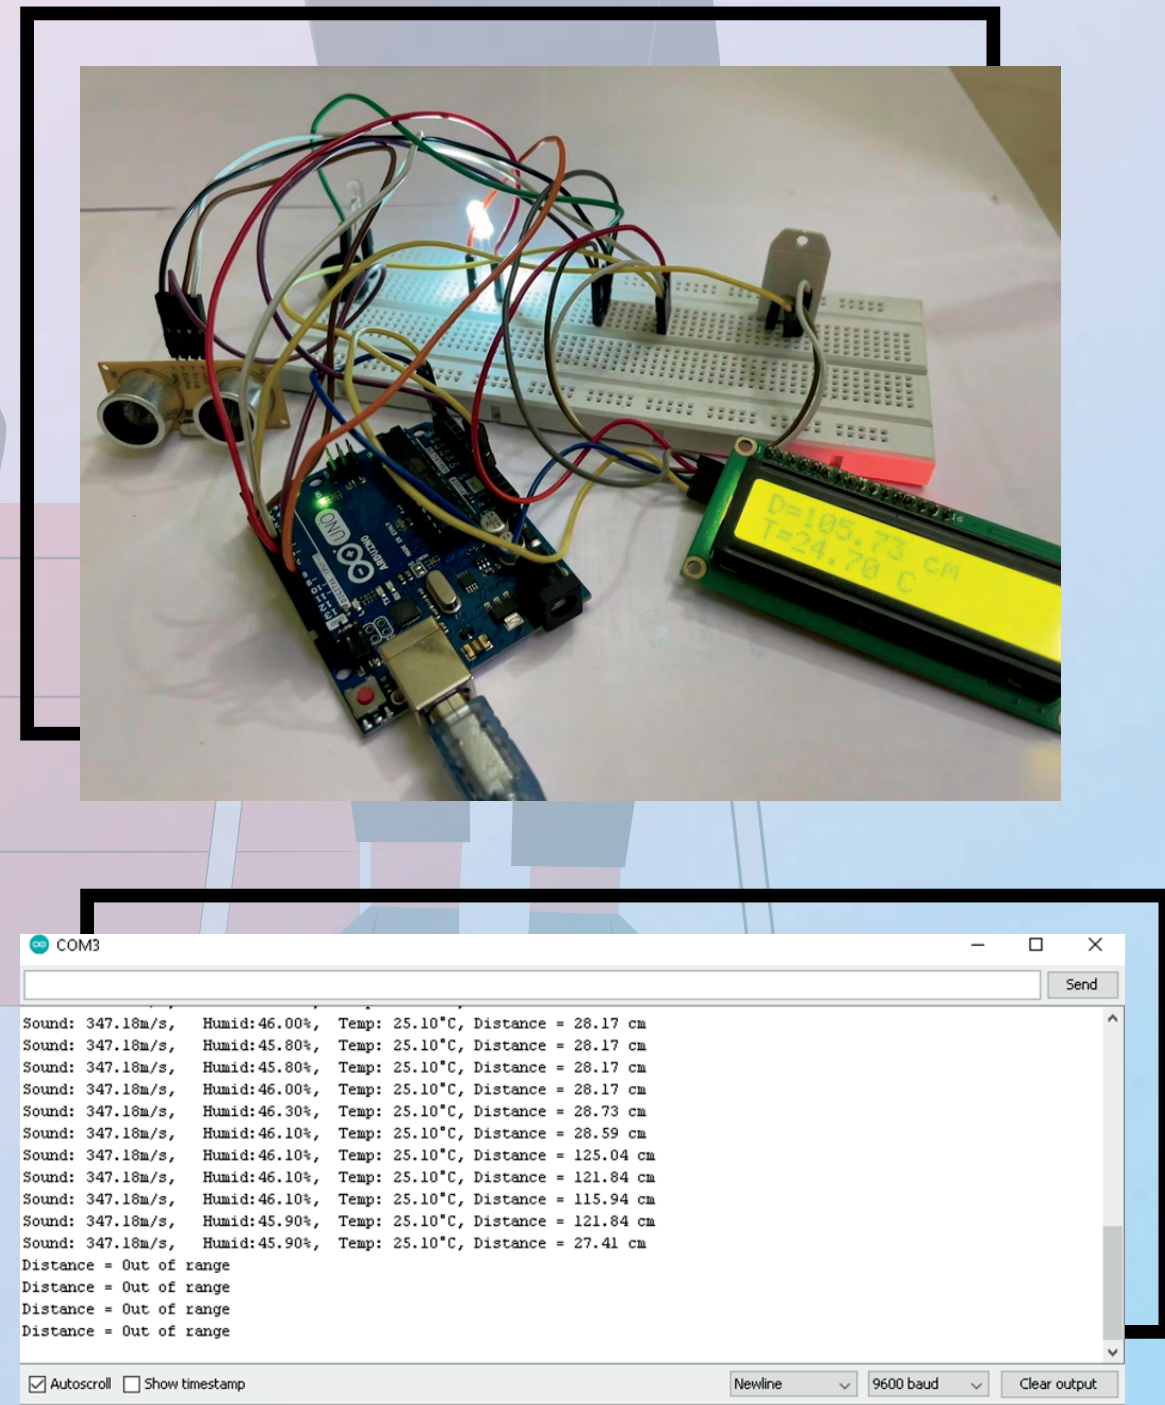 UNO
ARDUINO
D=105.73 cm
T=24.70 C
16
COM3
Send
Sound: 347.18m/s, Humid:46.00%, Temp: 25.10°C, Distance = 28.17 cm
Sound: 347.18m/s, Humid:45.80%, Temp: 25.10°C, Distance = 28.17 cm
Sound: 347.18m/s, Humid:45.80%, Temp: 25.10°C, Distance = 28.17 cm
Sound: 347.18m/s, Humid:46.00%, Temp: 25.10°C, Distance = 28.17 cm
Sound: 347.18m/s, Humid:46.30%, Temp: 25.10°C, Distance = 28.73 cm
Sound: 347.18m/s, Humid:46.10%, Temp: 25.10°C, Distance = 28.59 cm
Sound: 347.18m/s, Humid:46.10%, Temp: 25.10°C, Distance = 125.04 cm
Sound: 347.18m/s, Humid:46.10%, Temp: 25.10°C, Distance = 121.84 cm
Sound: 347.18m/s, Humid:46.10%, Temp: 25.10°C, Distance = 115.94 cm
Sound: 347.18m/s, Humid:45.90%, Temp: 25.10°C, Distance = 121.84 cm
Sound: 347.18m/s, Humid:45.90%, Temp: 25.10°C, Distance = 27.41 cm
Distance = Out of range
Distance = Out of range
Distance = Out of range
Distance = Out of range
Autoscroll Show timestamp Newline 9600 baud Clear output